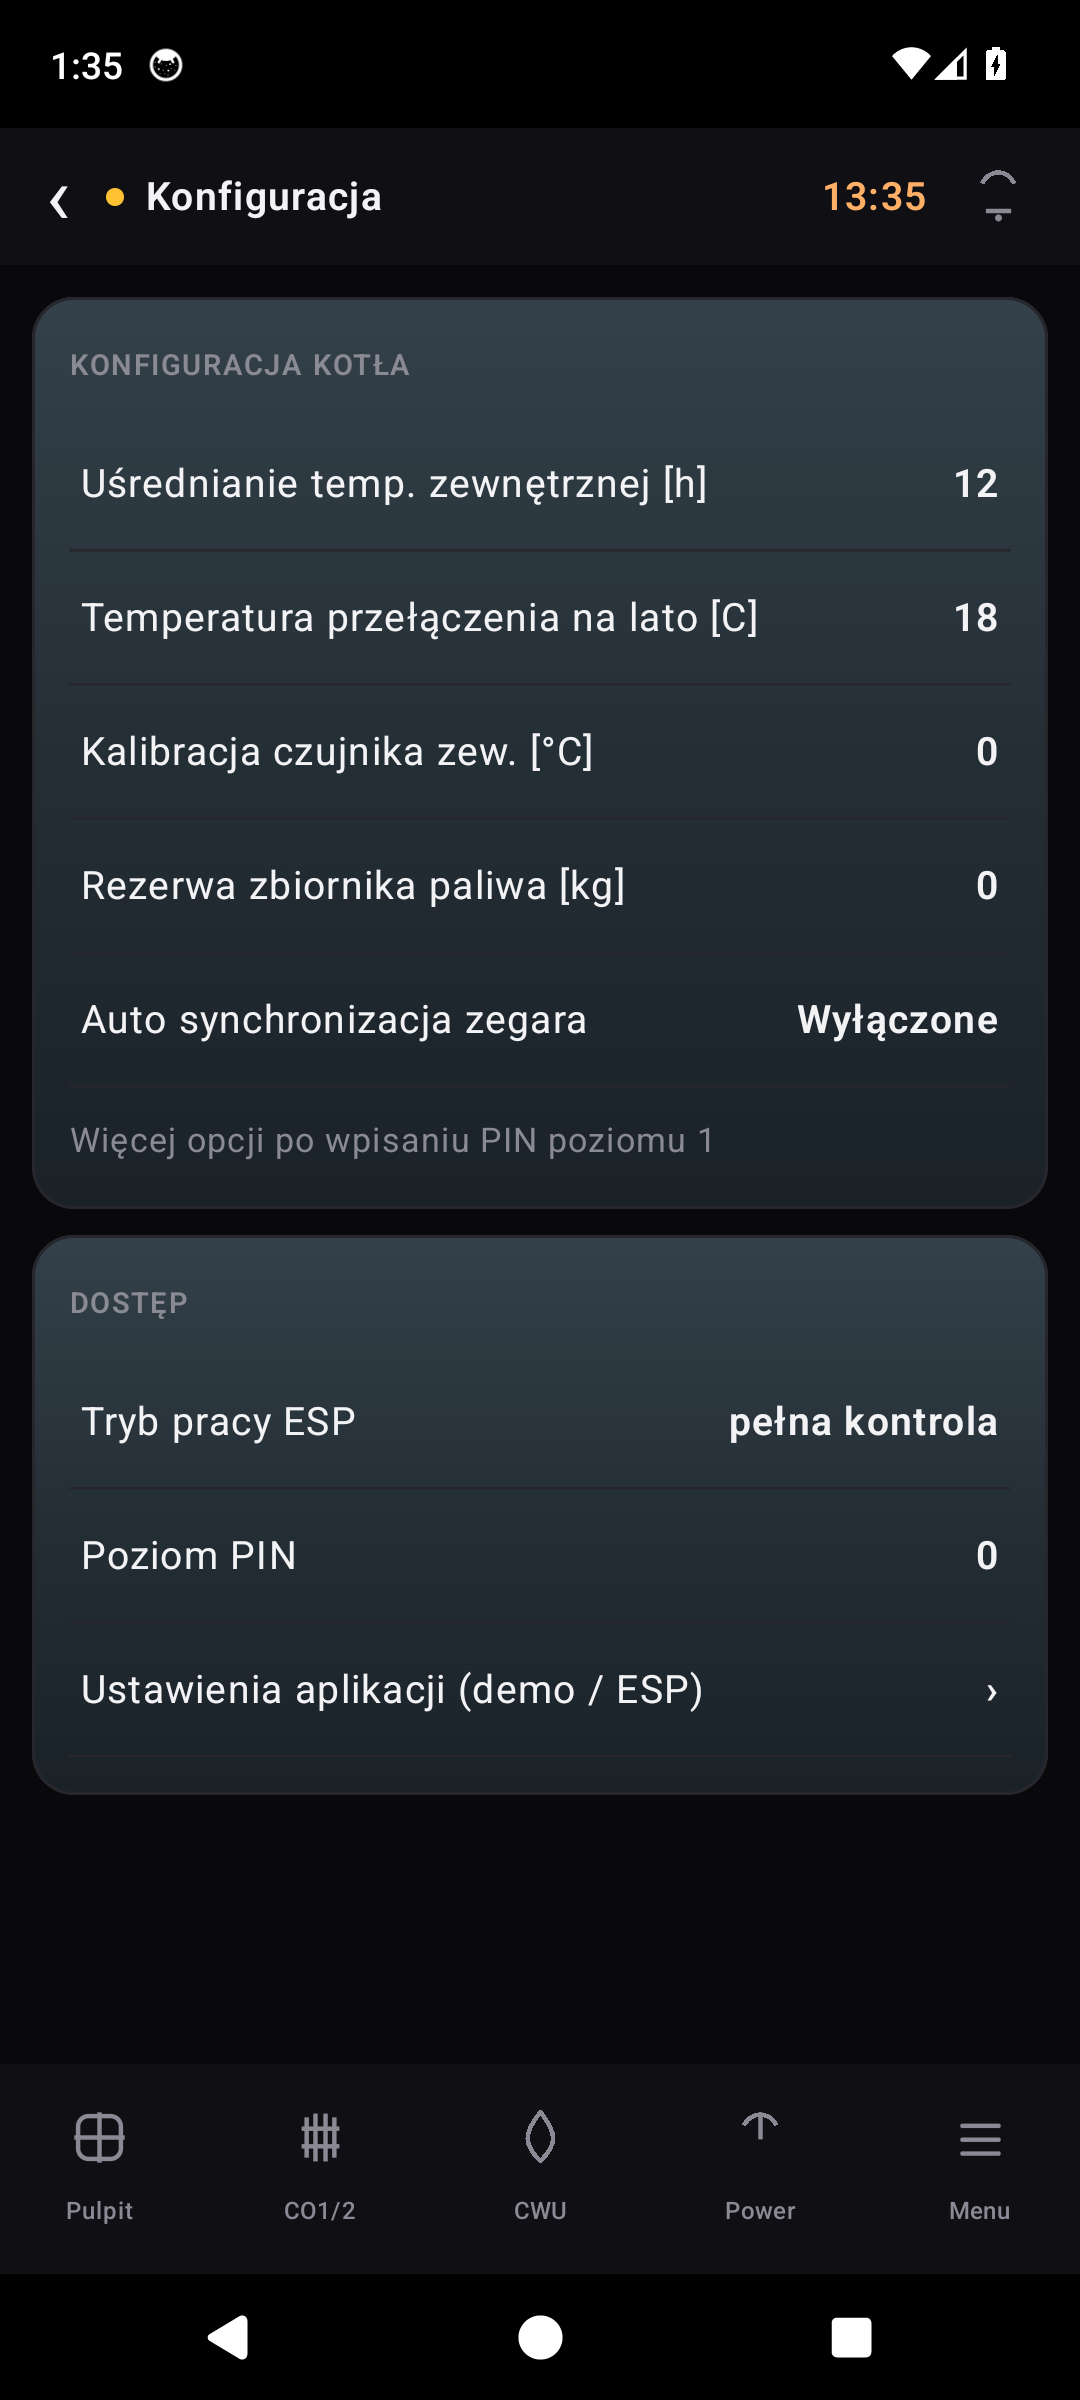 1:35
‹ Konfiguracja 13:35
KONFIGURACJA KOTŁA
Uśrednianie temp. zewnętrznej [h] 12
Temperatura przełączenia na lato [C] 18
Kalibracja czujnika zew. [°C] 0
Rezerwa zbiornika paliwa [kg] 0
Auto synchronizacja zegara Wyłączone
Więcej opcji po wpisaniu PIN poziomu 1
DOSTĘP
Tryb pracy ESP pełna kontrola
Poziom PIN 0
Ustawienia aplikacji (demo / ESP) ›
Pulpit CO1/2 CWU Power Menu